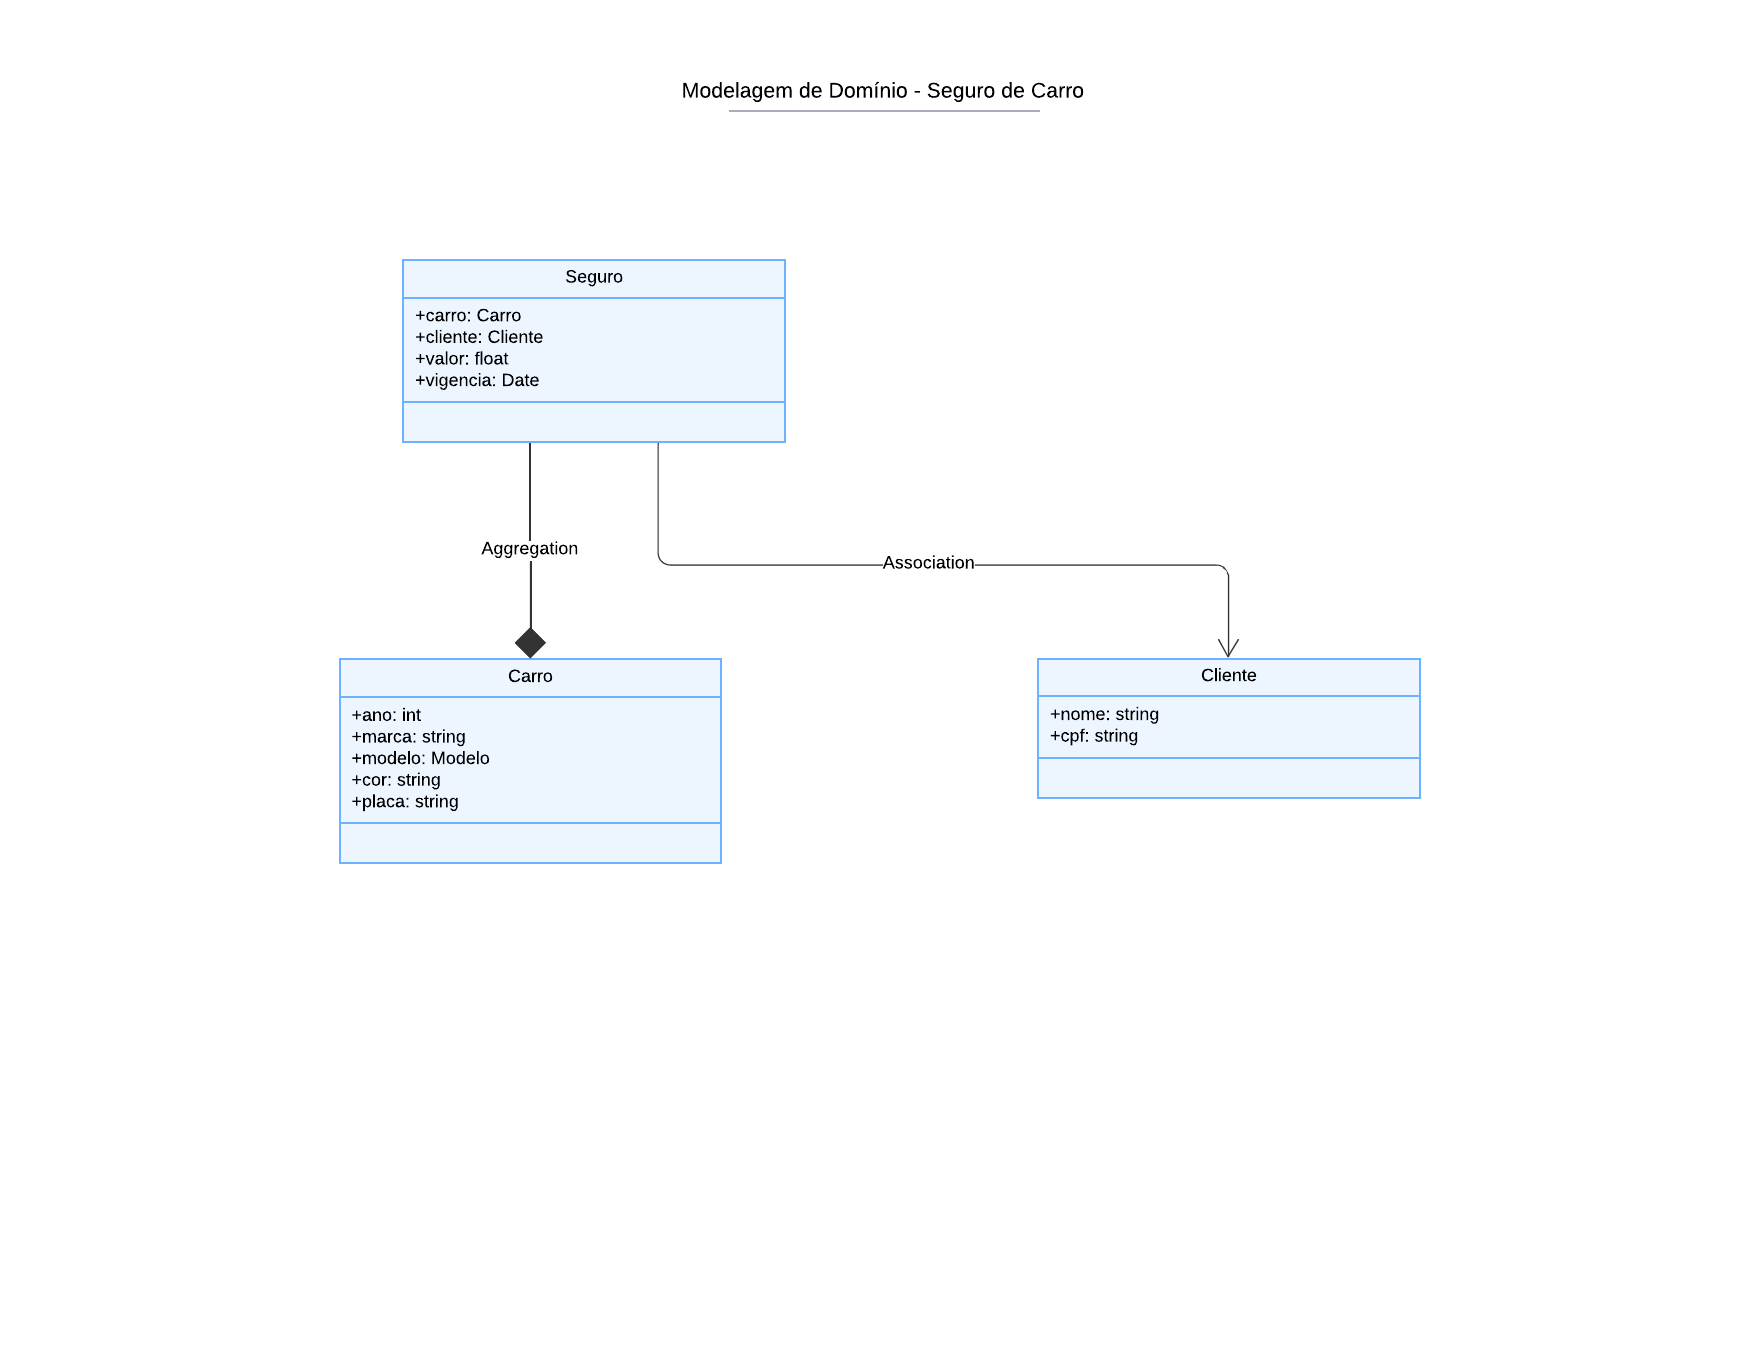 Modelagem de Domínio - Seguro de Carro
Seguro
+carro: Carro
+cliente: Cliente
+valor: float
+vigencia: Date
Aggregation
Association
Carro
+ano: int
+marca: string
+modelo: Modelo
+cor: string
+placa: string
Cliente
+nome: string
+cpf: string